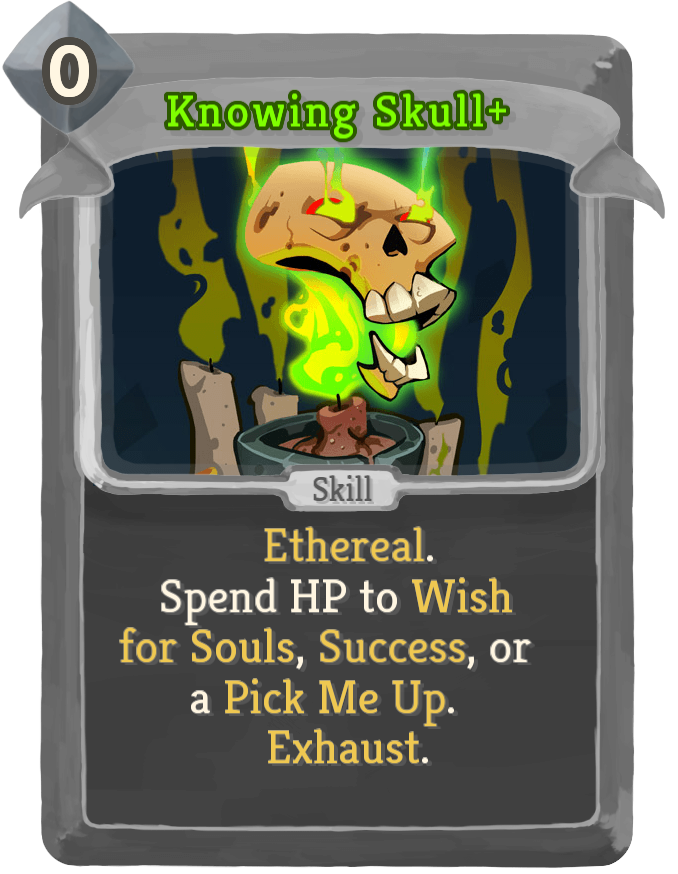 0
Knowing Skull+
Skill
Ethereal.
Spend HP to Wish
for Souls, Success, or
a Pick Me Up.
Exhaust.